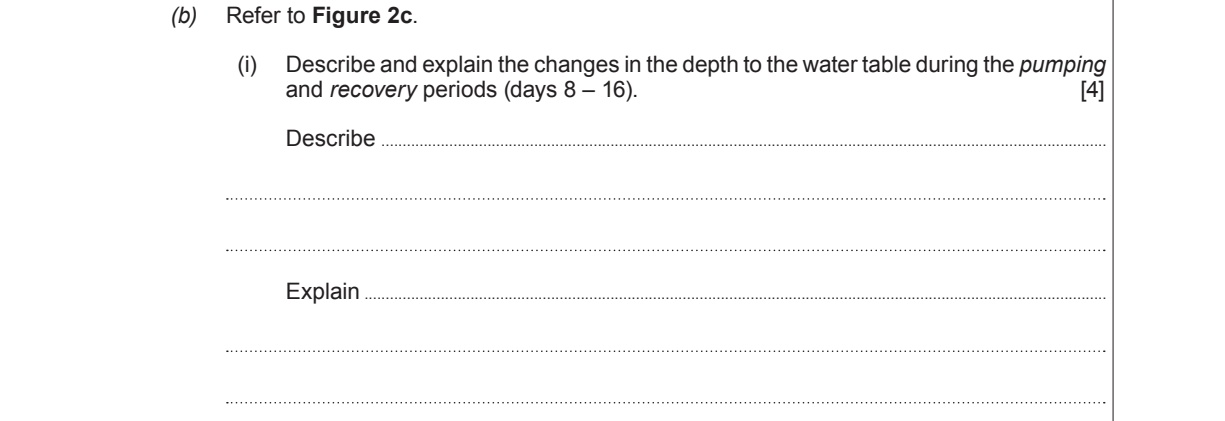 (b) Refer to Figure 2c.
(i) Describe and explain the changes in the depth to the water table during the pumping
and recovery periods (days 8 – 16). [4]
Describe
Explain